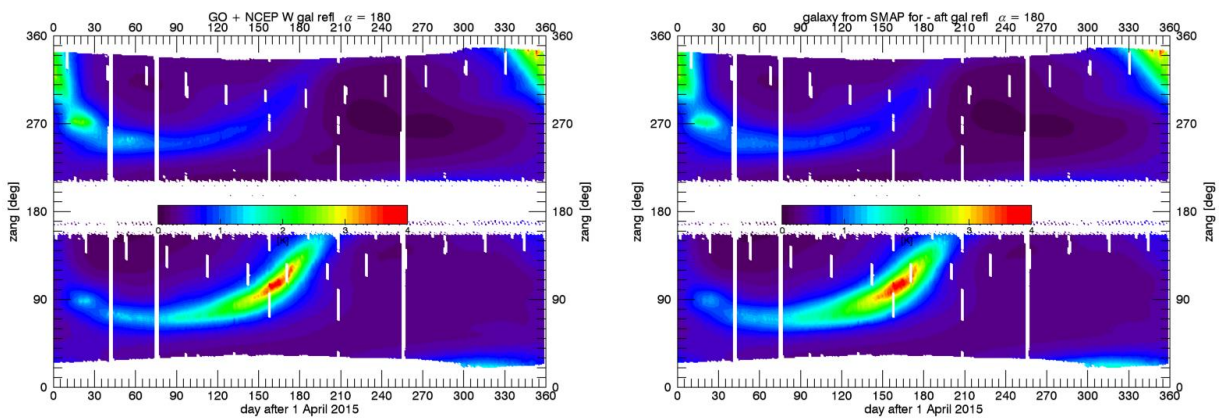 GO + NCEP W gal refl α = 180
0 30 60 90 120 150 180 210 240 270 300 330 360
360 360
270 270
zang [deg] 180 180 zang [deg]
0 1 2 3 4
90 90
0 0
0 30 60 90 120 150 180 210 240 270 300 330 360
day after 1 April 2015
galaxy from SMAP for - aft gal refl α = 180
0 30 60 90 120 150 180 210 240 270 300 330 360
360 360
270 270
zang [deg] 180 180 zang [deg]
0 1 2 3 4
90 90
0 0
0 30 60 90 120 150 180 210 240 270 300 330 360
day after 1 April 2015